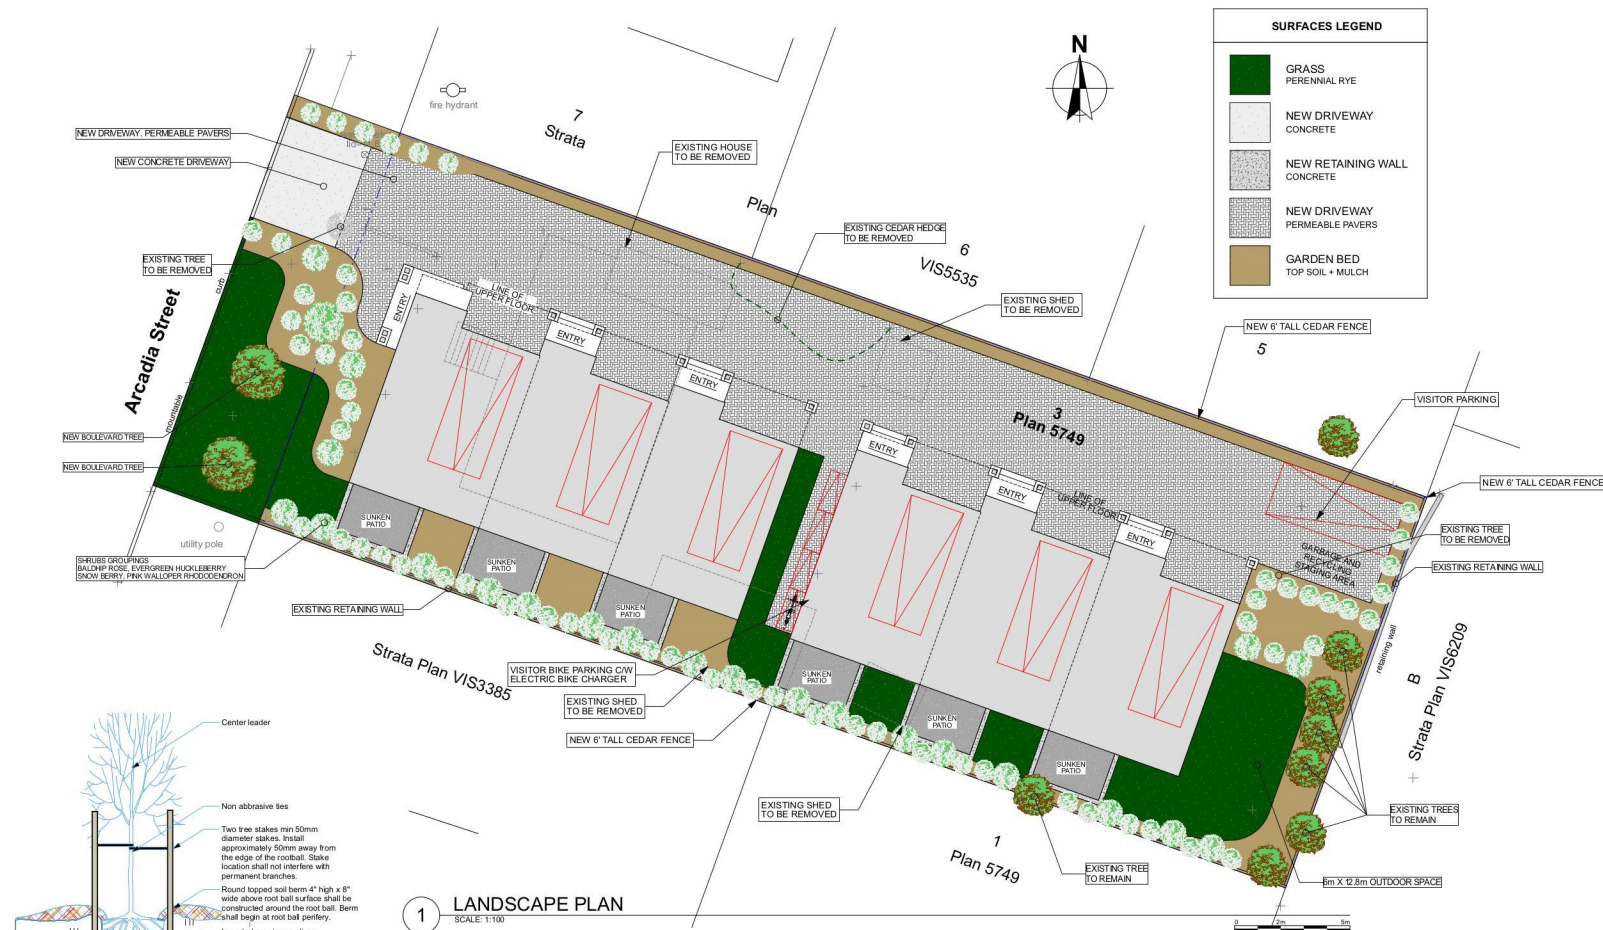 SURFACES LEGEND
GRASS
PERENNIAL RYE
NEW DRIVEWAY
CONCRETE
NEW RETAINING WALL
CONCRETE
NEW DRIVEWAY
PERMEABLE PAVERS
GARDEN BED
TOP SOIL + MULCH
N
fire hydrant
7
Strata
Plan
6
VIS5535
5
3
Plan 5749
NEW DRIVEWAY, PERMEABLE PAVERS
NEW CONCRETE DRIVEWAY
EXISTING HOUSE
TO BE REMOVED
EXISTING CEDAR HEDGE
TO BE REMOVED
EXISTING SHED
TO BE REMOVED
NEW 6' TALL CEDAR FENCE
VISITOR PARKING
NEW 6' TALL CEDAR FENCE
EXISTING TREE
TO BE REMOVED
EXISTING RETAINING WALL
EXISTING TREE
TO BE REMOVED
curb
Arcadia Street
mountable
ENTRY
LINE OF
UPPER FLOOR
ENTRY
ENTRY
ENTRY
ENTRY
LINE OF
UPPER FLOOR
ENTRY
GARBAGE AND
RECYCLING
STAGING AREA
NEW BOULEVARD TREE
NEW BOULEVARD TREE
utility pole
SHRUBS GROUPINGS
BALDHIP ROSE, EVERGREEN HUCKLEBERRY
SNOW BERRY, PINK WALLOPER RHODODENDRON
SUNKEN
PATIO
SUNKEN
PATIO
SUNKEN
PATIO
SUNKEN
PATIO
SUNKEN
PATIO
SUNKEN
PATIO
EXISTING RETAINING WALL
Strata Plan VIS3385
VISITOR BIKE PARKING C/W
ELECTRIC BIKE CHARGER
EXISTING SHED
TO BE REMOVED
NEW 6' TALL CEDAR FENCE
EXISTING SHED
TO BE REMOVED
retaining wall
B
Strata Plan VIS6209
EXISTING TREES
TO REMAIN
EXISTING TREE
TO REMAIN
6m X 12.8m OUTDOOR SPACE
1
Plan 5749
Center leader
Non abbrasive ties
Two tree stakes min 50mm
diameter stakes. Install
approximately 50mm away from
the edge of the rootball. Stake
location shall not interfere with
permanent branches.
Round topped soil berm 4" high x 8"
wide above root ball surface shall be
constructed around the root ball. Berm
shall begin at root ball perifery.
1
LANDSCAPE PLAN
SCALE: 1:100
0 2m 5m